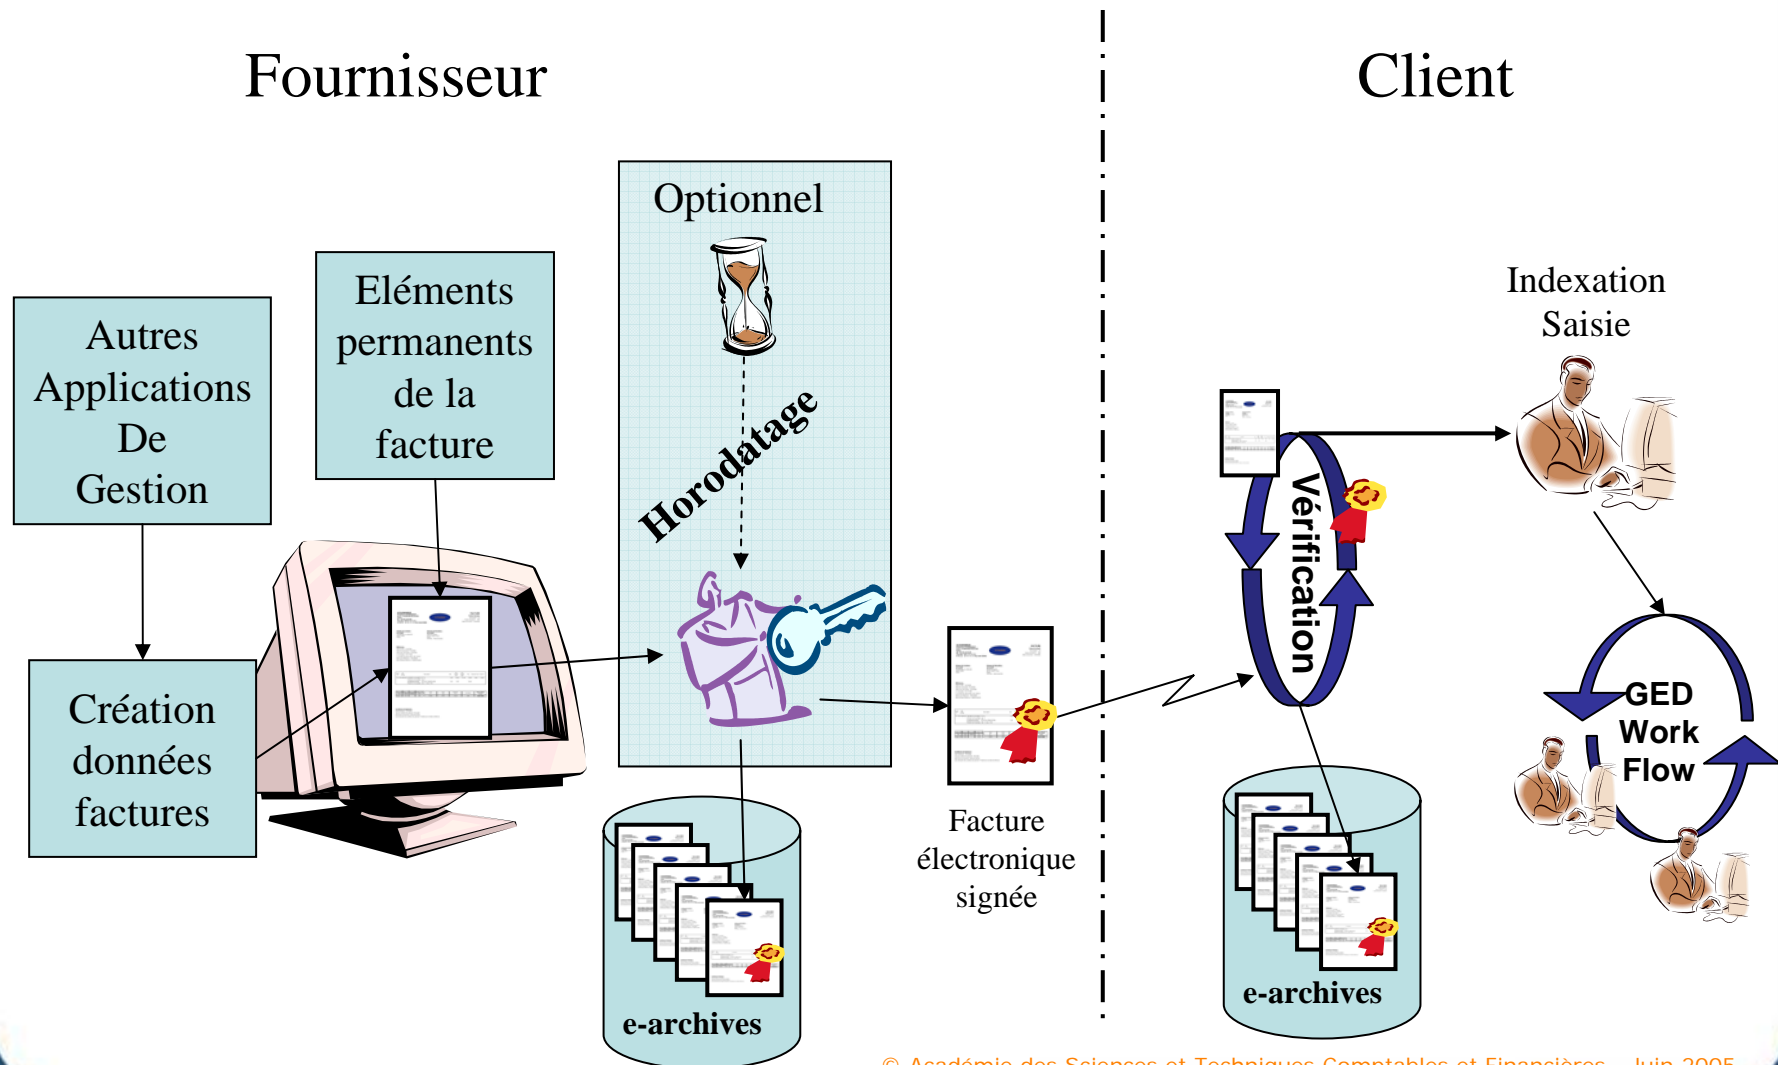 Fournisseur
Client
Optionnel
Eléments
permanents
de la
facture
Autres
Applications
De
Gestion
Horodatage
Création
données
factures
Facture
électronique
signée
e-archives
Indexation
Saisie
Vérification
GED
Work
Flow
e-archives
© Académie des Sciences et Techniques Comptables et Financières - Juin 2005